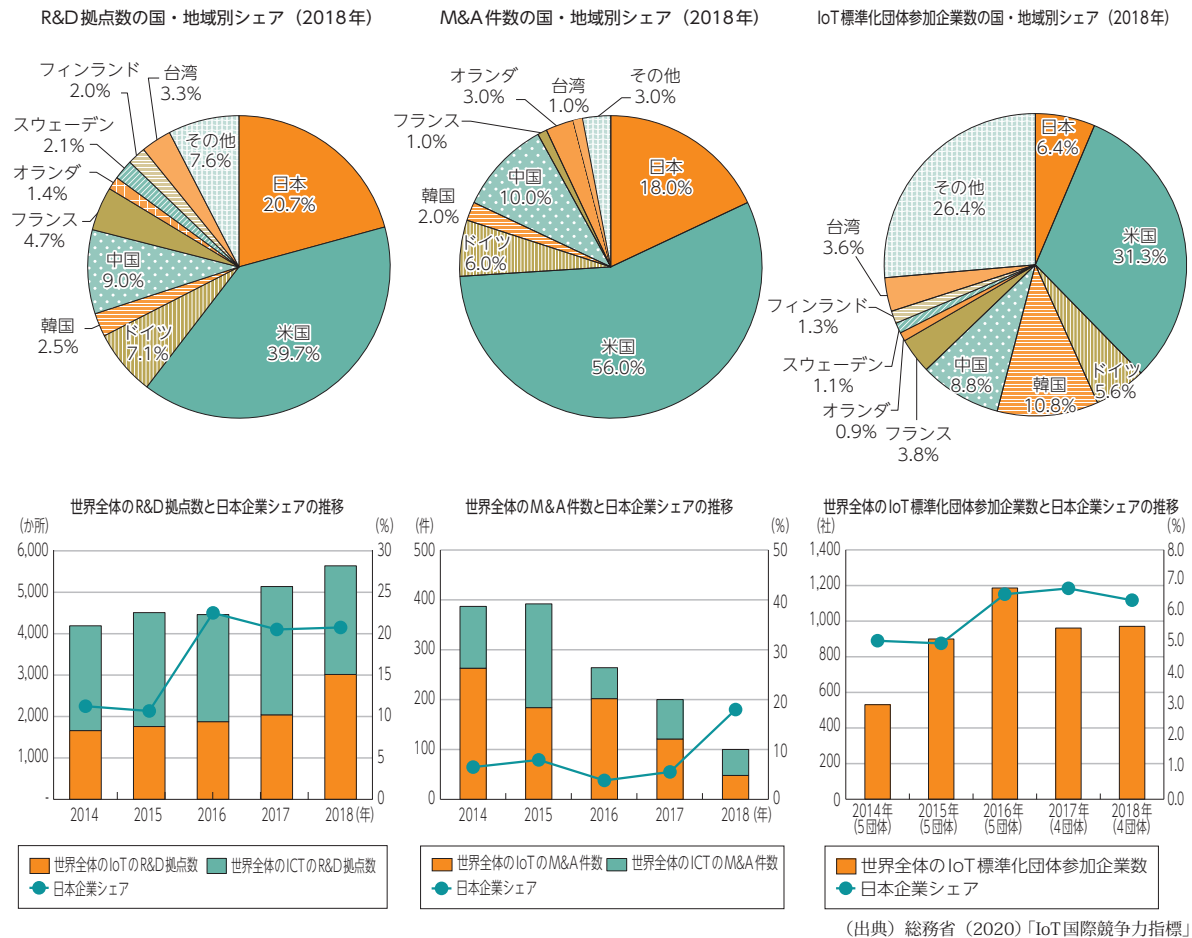 R&D拠点数の国・地域別シェア（2018年）
フィンランド
2.0%
台湾
3.3%
スウェーデン
2.1%
オランダ
1.4%
フランス
4.7%
その他
7.6%
日本
20.7%
中国
9.0%
韓国
2.5%
ドイツ
7.1%
米国
39.7%
M&A件数の国・地域別シェア（2018年）
オランダ
3.0%
台湾
1.0%
その他
3.0%
フランス
1.0%
中国
10.0%
日本
18.0%
韓国
2.0%
ドイツ
6.0%
米国
56.0%
IoT標準化団体参加企業数の国・地域別シェア（2018年）
日本
6.4%
その他
26.4%
米国
31.3%
台湾
3.6%
フィンランド
1.3%
スウェーデン
1.1%
オランダ
0.9%
フランス
3.8%
中国
8.8%
韓国
10.8%
ドイツ
5.6%
世界全体のR&D拠点数と日本企業シェアの推移
(か所)
(%)
6,000
5,000
4,000
3,000
2,000
1,000
-
30
25
20
15
10
5
0
2014 2015 2016 2017 2018(年)
世界全体のIoTのR&D拠点数 世界全体のICTのR&D拠点数
日本企業シェア
世界全体のM&A件数と日本企業シェアの推移
(件)
(%)
500
400
300
200
100
0
50
40
30
20
10
0
2014 2015 2016 2017 2018(年)
世界全体のIoTのM&A件数 世界全体のICTのM&A件数
日本企業シェア
世界全体のIoT標準化団体参加企業数と日本企業シェアの推移
(社)
(%)
1,400
1,200
1,000
800
600
400
200
0
8.0
7.0
6.0
5.0
4.0
3.0
2.0
1.0
0.0
2014年 2015年 2016年 2017年 2018年
(5団体) (5団体) (5団体) (4団体) (4団体)
世界全体のIoT標準化団体参加企業数
日本企業シェア
（出典）総務省（2020）「IoT国際競争力指標」